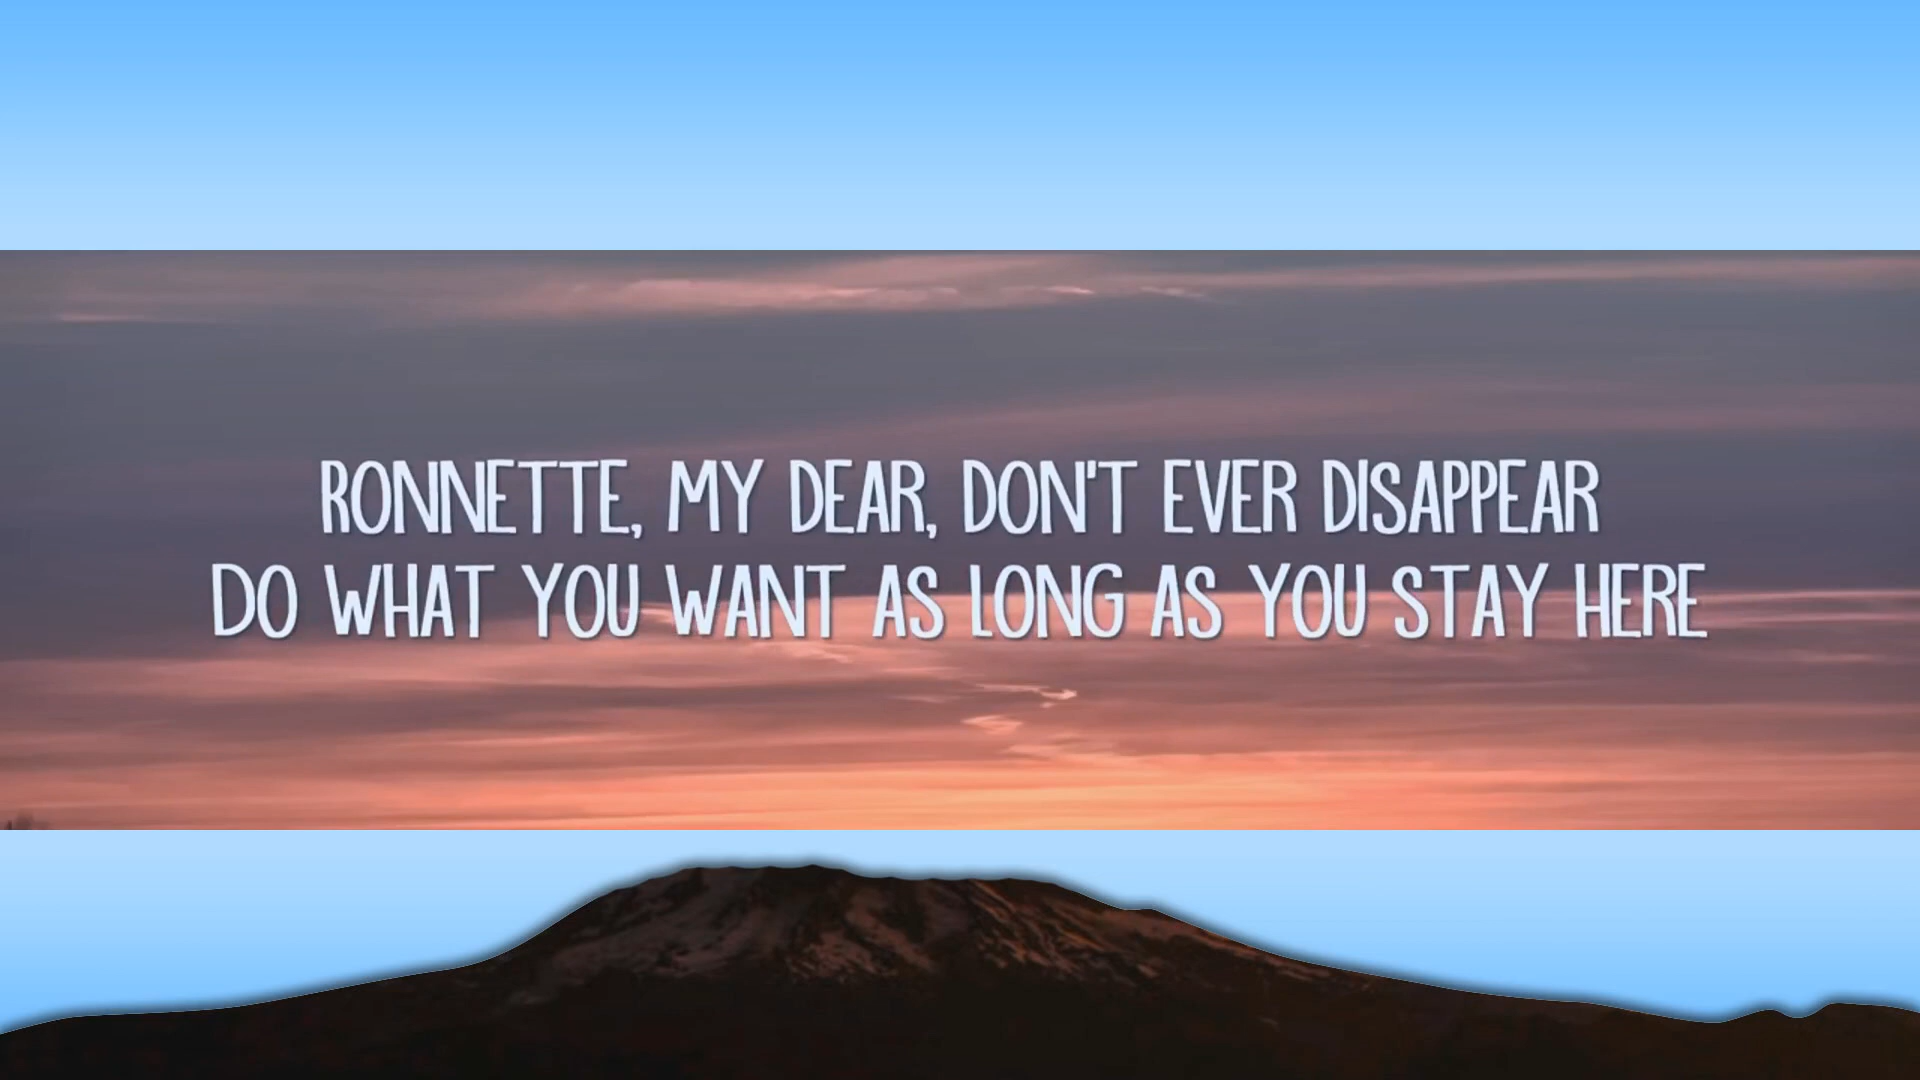 RONNETTE, MY DEAR, DON'T EVER DISAPPEAR
DO WHAT YOU WANT AS LONG AS YOU STAY HERE